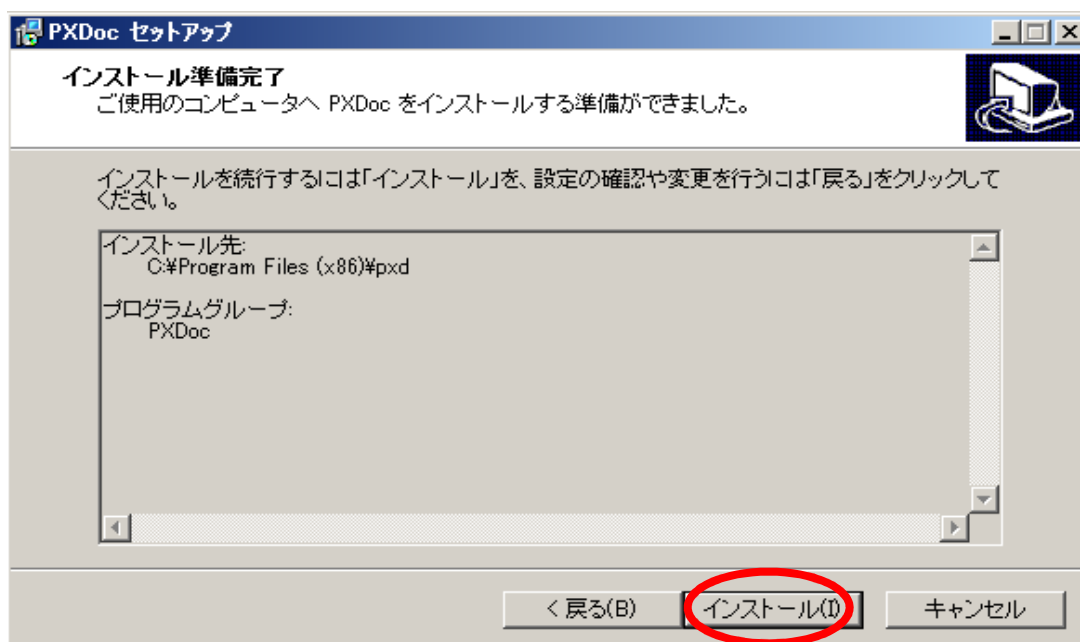 PXDoc セットアップ
インストール準備完了
ご使用のコンピュータへ PXDoc をインストールする準備ができました。
インストールを続行するには「インストール」を、設定の確認や変更を行うには「戻る」をクリックして
ください。
インストール先:
C:¥Program Files (x86)¥pxd
プログラムグループ:
PXDoc
< 戻る(B)
インストール(I)
キャンセル